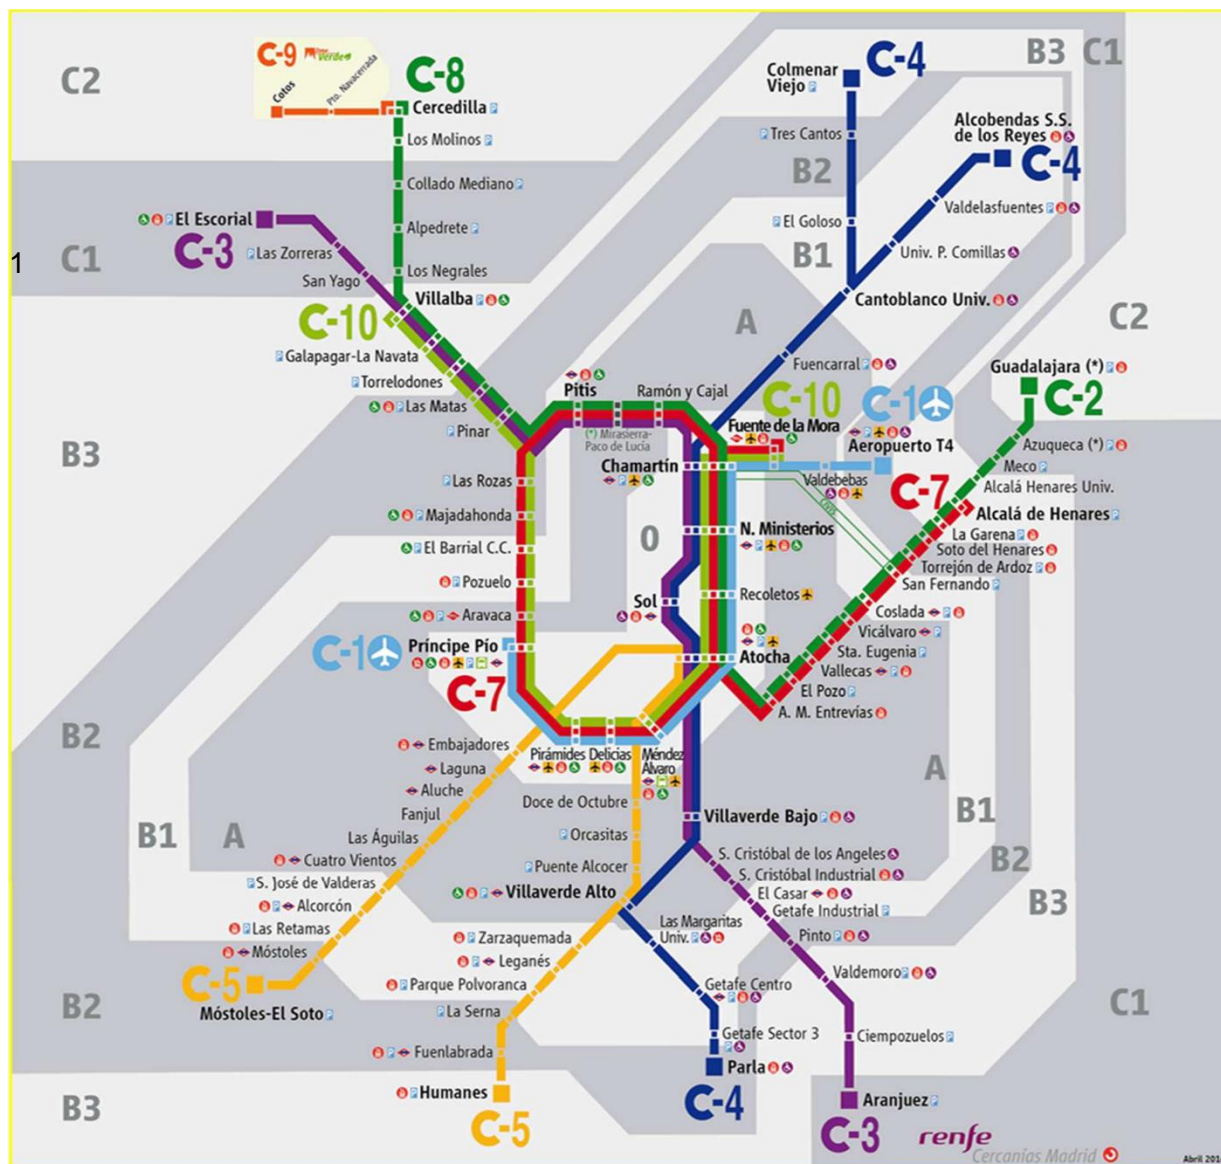 C-9
Verde
Cotos
Pto. Navacerrada
C-8
Cercedilla
Los Molinos
Collado Mediano
Alpedrete
Los Negrales
Villalba
C2
C1
1
El Escorial
C-3
Las Zorreras
San Yago
C-10
Galapagar-La Navata
Torrelodones
Las Matas
Pinar
B3
Colmenar
Viejo
C-4
Tres Cantos
El Goloso
B3
C1
Alcobendas S.S.
de los Reyes
C-4
B2
Valdelasfuentes
B1
Univ. P. Comillas
Cantoblanco Univ.
A
C2
Fuencarral
Pitis
Ramón y Cajal
(*) Mirasierra-
Paco de Lucía
C-10
Fuente de la Mora
C-1
Aeropuerto T4
Valdebebas
Chamartín
CIVIS
Guadalajara (*)
C-2
Azuqueca (*)
Meco
Alcalá Henares Univ.
C-7
Alcalá de Henares
La Garena
Soto del Henares
Torrejón de Ardoz
San Fernando
Coslada
Vicálvaro
Sta. Eugenia
Vallecas
El Pozo
A. M. Entrevías
Las Rozas
Majadahonda
El Barrial C.C.
Pozuelo
Aravaca
0
N. Ministerios
Sol
Recoletos
Atocha
C-1
Príncipe Pío
C-7
Pirámides
Delicias
Méndez
Álvaro
B2
B1
A
Embajadores
Laguna
Aluche
Fanjul
Las Águilas
Cuatro Vientos
S. José de Valderas
Alcorcón
Las Retamas
Móstoles
C-5
Móstoles-El Soto
Doce de Octubre
Orcasitas
Puente Alcocer
Villaverde Alto
Zarzaquemada
Leganés
Parque Polvoranca
La Serna
Fuenlabrada
Humanes
C-5
B2
B3
Villaverde Bajo
S. Cristóbal de los Angeles
S. Cristóbal Industrial
El Casar
Getafe Industrial
Pinto
Valdemoro
Ciempozuelos
Aranjuez
C-3
Las Margaritas
Univ.
Getafe Centro
Getafe Sector 3
Parla
C-4
A
B1
B2
B3
C1
renfe
Cercanías Madrid